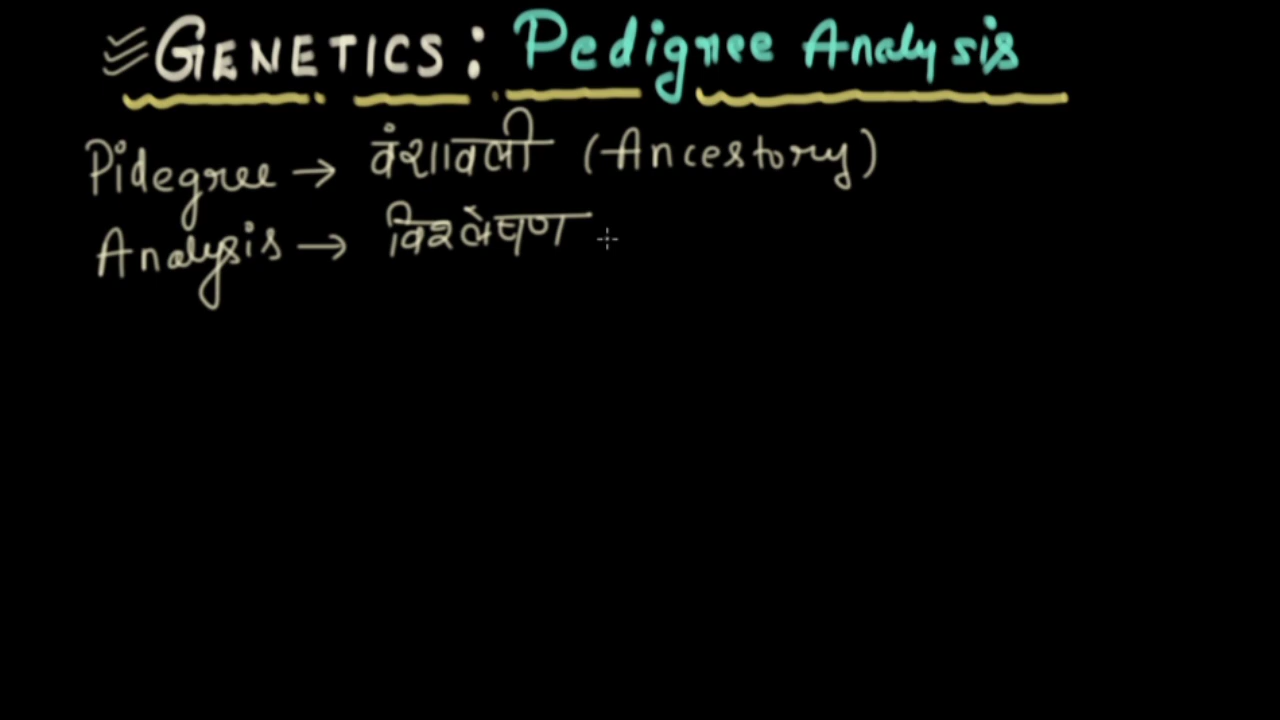 GENETICS: Pedigree Analysis
Pidegree → वंशावली (Ancestory)
Analysis → विश्लेषण